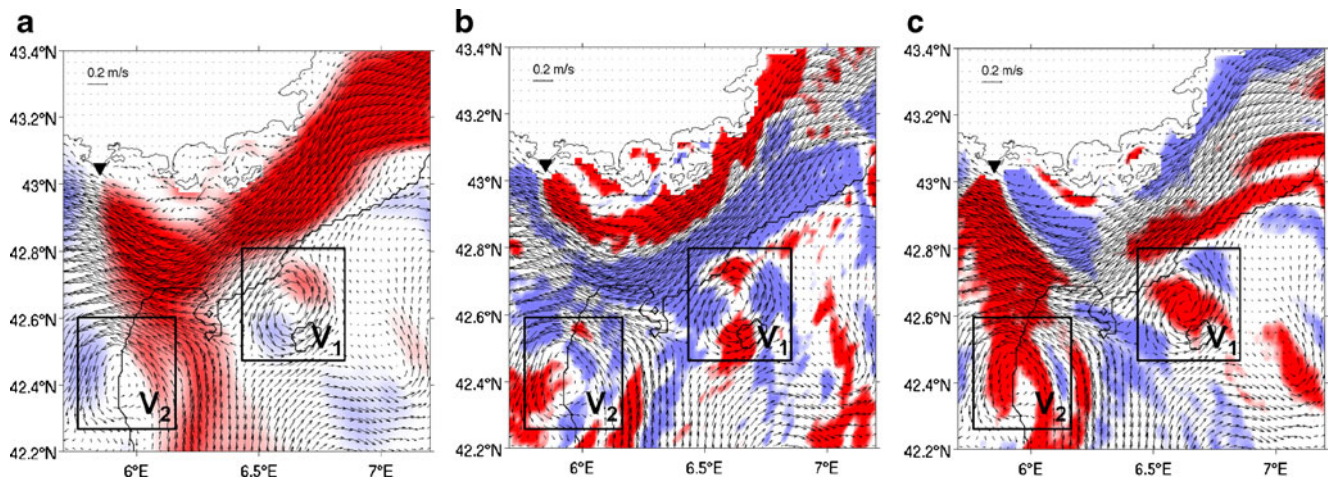 a b c
43.4°N 43.4°N 43.4°N
0.2 m/s 0.2 m/s 0.2 m/s
43.2°N 43.2°N 43.2°N
43°N 43°N 43°N
42.8°N 42.8°N 42.8°N
42.6°N 42.6°N 42.6°N
V1 V1 V1
42.4°N 42.4°N 42.4°N
V2 V2 V2
42.2°N 42.2°N 42.2°N
6°E 6.5°E 7°E 6°E 6.5°E 7°E 6°E 6.5°E 7°E